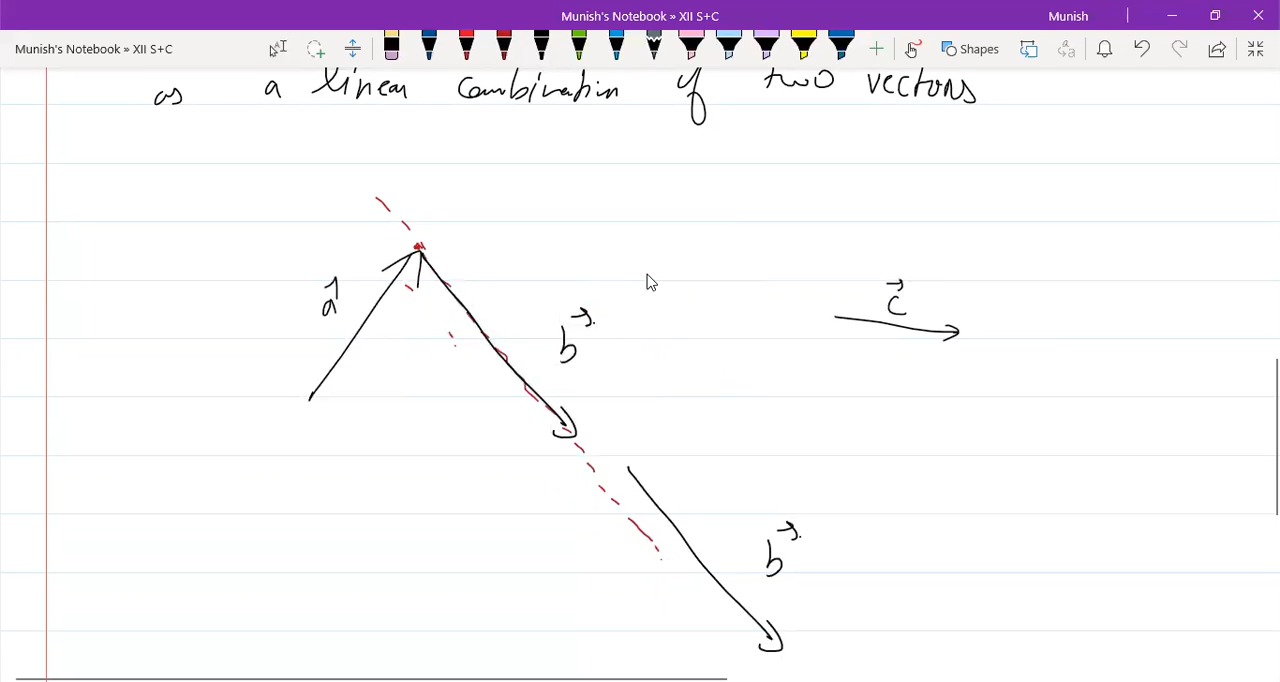 Munish's Notebook » XII S+C
Munish
Munish's Notebook » XII S+C
Shapes
as a linear combination of two vectors
a⃗
b⃗
c⃗
b⃗